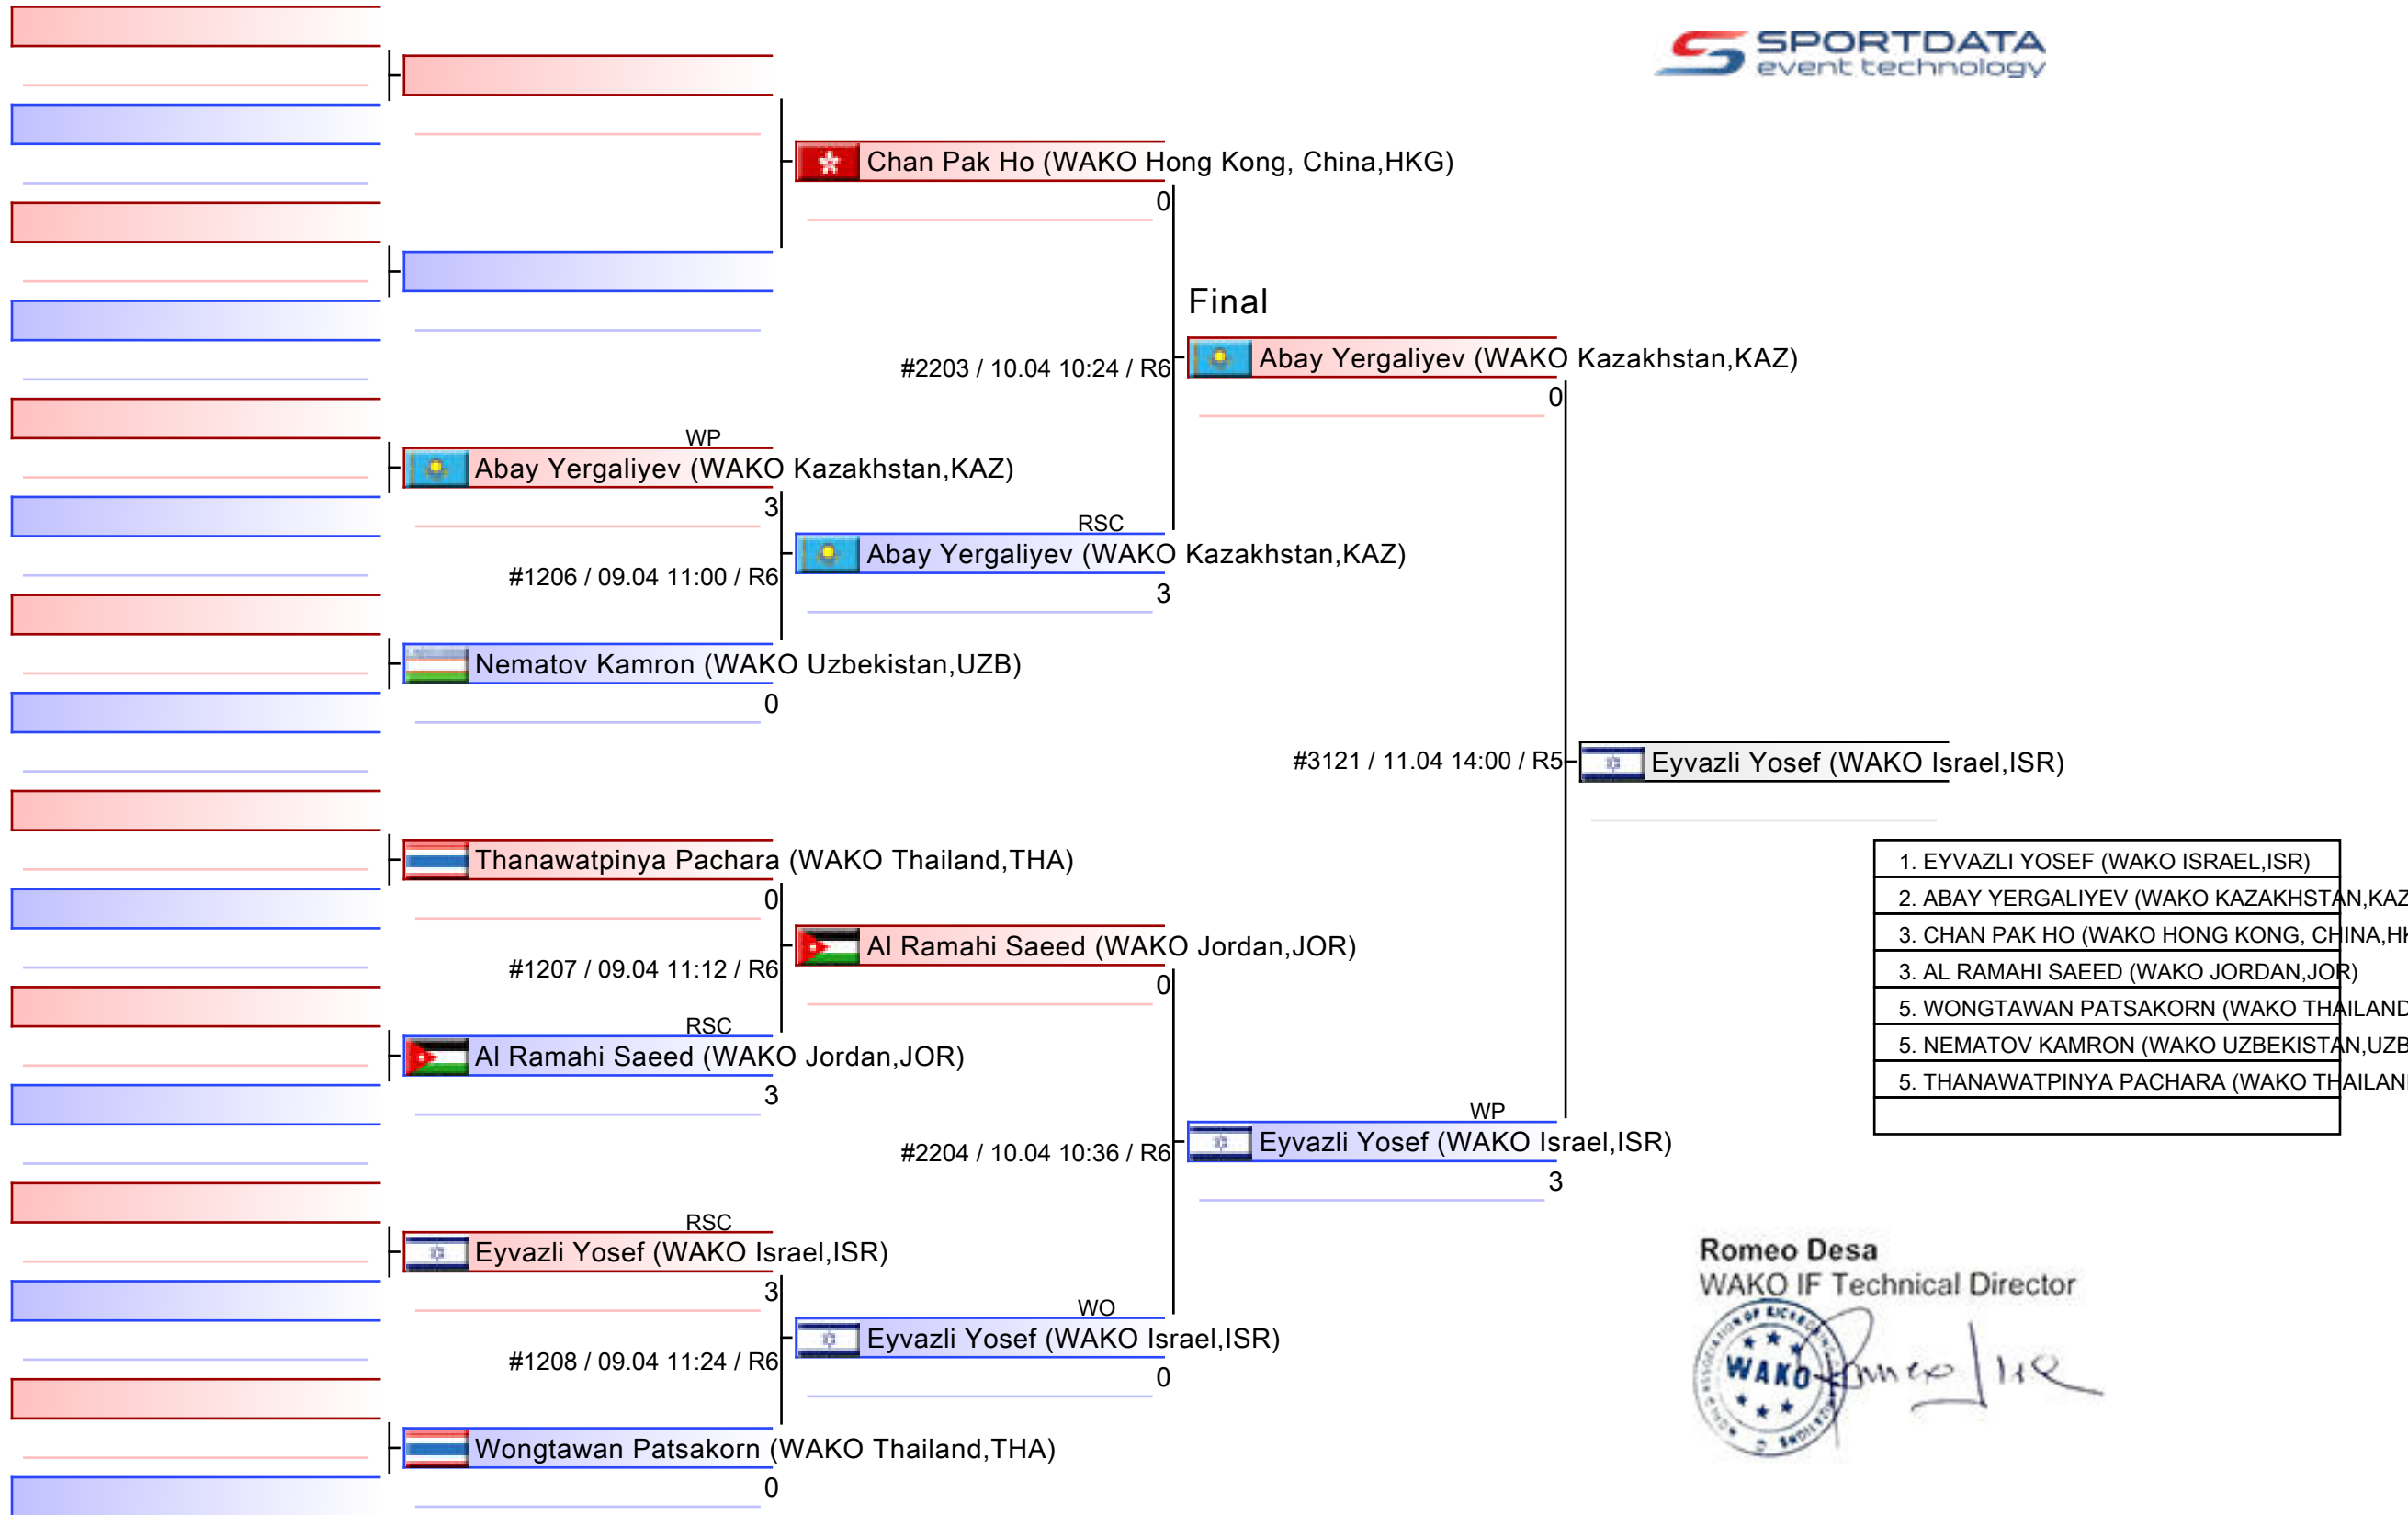 SPORTDATA
event technology
Chan Pak Ho (WAKO Hong Kong, China,HKG)
0
Final
#2203 / 10.04 10:24 / R6
Abay Yergaliyev (WAKO Kazakhstan,KAZ)
0
WP
Abay Yergaliyev (WAKO Kazakhstan,KAZ)
3
RSC
Abay Yergaliyev (WAKO Kazakhstan,KAZ)
#1206 / 09.04 11:00 / R6
3
Nematov Kamron (WAKO Uzbekistan,UZB)
0
#3121 / 11.04 14:00 / R5
Eyvazli Yosef (WAKO Israel,ISR)
Thanawatpinya Pachara (WAKO Thailand,THA)
0
Al Ramahi Saeed (WAKO Jordan,JOR)
#1207 / 09.04 11:12 / R6
0
RSC
Al Ramahi Saeed (WAKO Jordan,JOR)
3
WP
#2204 / 10.04 10:36 / R6
Eyvazli Yosef (WAKO Israel,ISR)
3
RSC
Eyvazli Yosef (WAKO Israel,ISR)
3
WO
Eyvazli Yosef (WAKO Israel,ISR)
#1208 / 09.04 11:24 / R6
0
Wongtawan Patsakorn (WAKO Thailand,THA)
0
1. EYVAZLI YOSEF (WAKO ISRAEL,ISR)
2. ABAY YERGALIYEV (WAKO KAZAKHSTAN,KAZ
3. CHAN PAK HO (WAKO HONG KONG, CHINA,HK
3. AL RAMAHI SAEED (WAKO JORDAN,JOR)
5. WONGTAWAN PATSAKORN (WAKO THAILAND
5. NEMATOV KAMRON (WAKO UZBEKISTAN,UZB
5. THANAWATPINYA PACHARA (WAKO THAILAN
Romeo Desa
WAKO IF Technical Director
WAKO